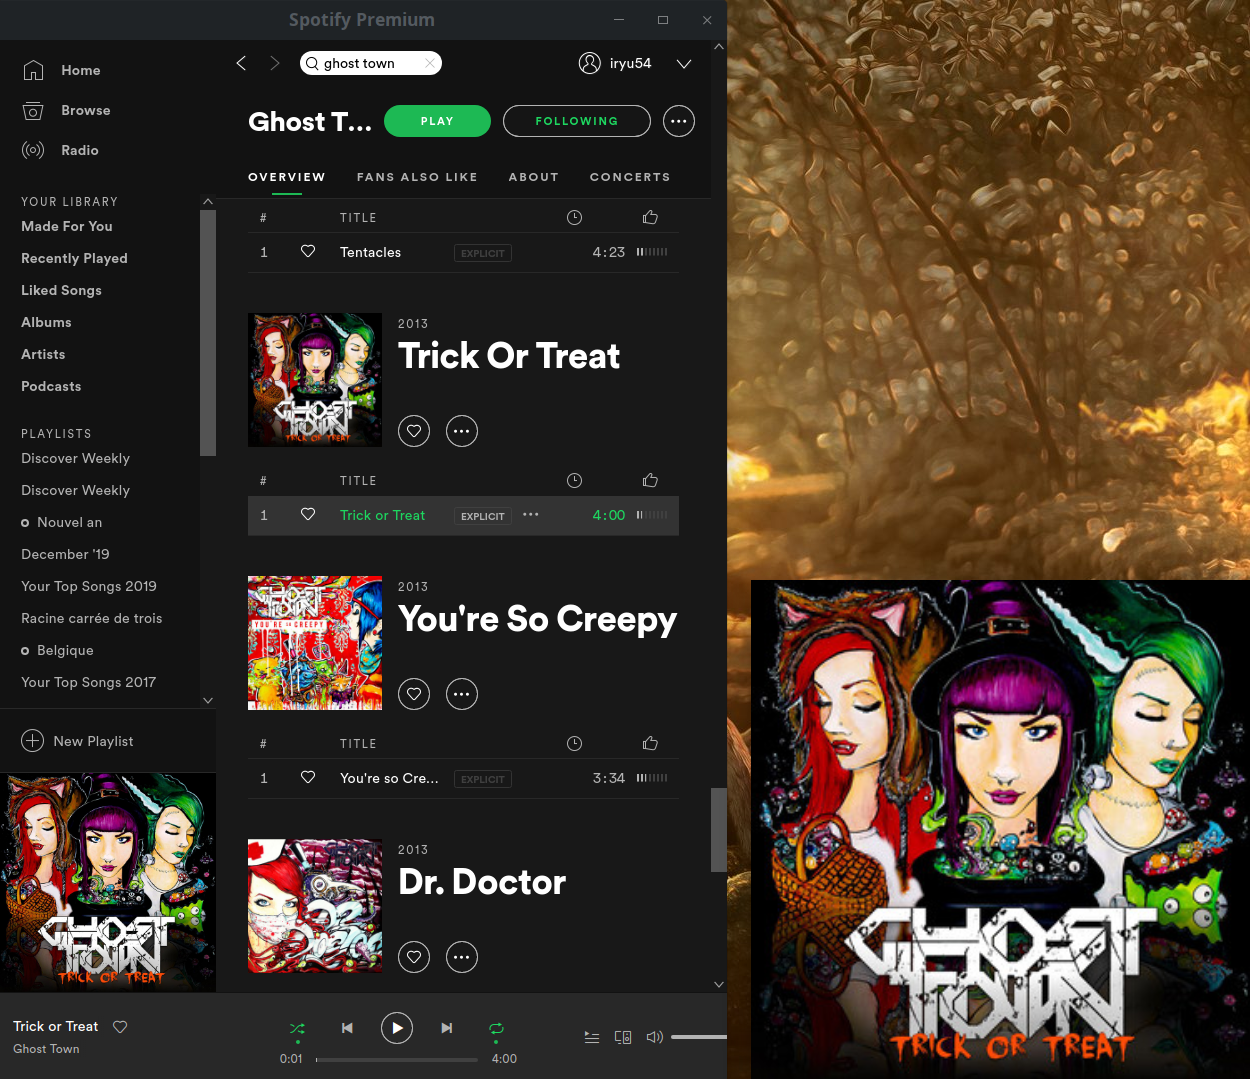 Spotify Premium
ghost town
iryu54
Home
Browse
Radio
YOUR LIBRARY
Made For You
Recently Played
Liked Songs
Albums
Artists
Podcasts
PLAYLISTS
Discover Weekly
Discover Weekly
Nouvel an
December '19
Your Top Songs 2019
Racine carrée de trois
Belgique
Your Top Songs 2017
New Playlist
Ghost T...
PLAY
FOLLOWING
OVERVIEW FANS ALSO LIKE ABOUT CONCERTS
# TITLE
1 Tentacles EXPLICIT 4:23
GHOST
TOWN
TRICK OR TREAT
2013
Trick Or Treat
# TITLE
1 Trick or Treat EXPLICIT 4:00
GHOST
TOWN
YOU'RE SO CREEPY
2013
You're So Creepy
# TITLE
1 You're so Cre... EXPLICIT 3:34
2013
Dr. Doctor
GHOST
TOWN
TRICK OR TREAT
Trick or Treat
Ghost Town
0:01
4:00
GHOST
TOWN
TRICK OR TREAT